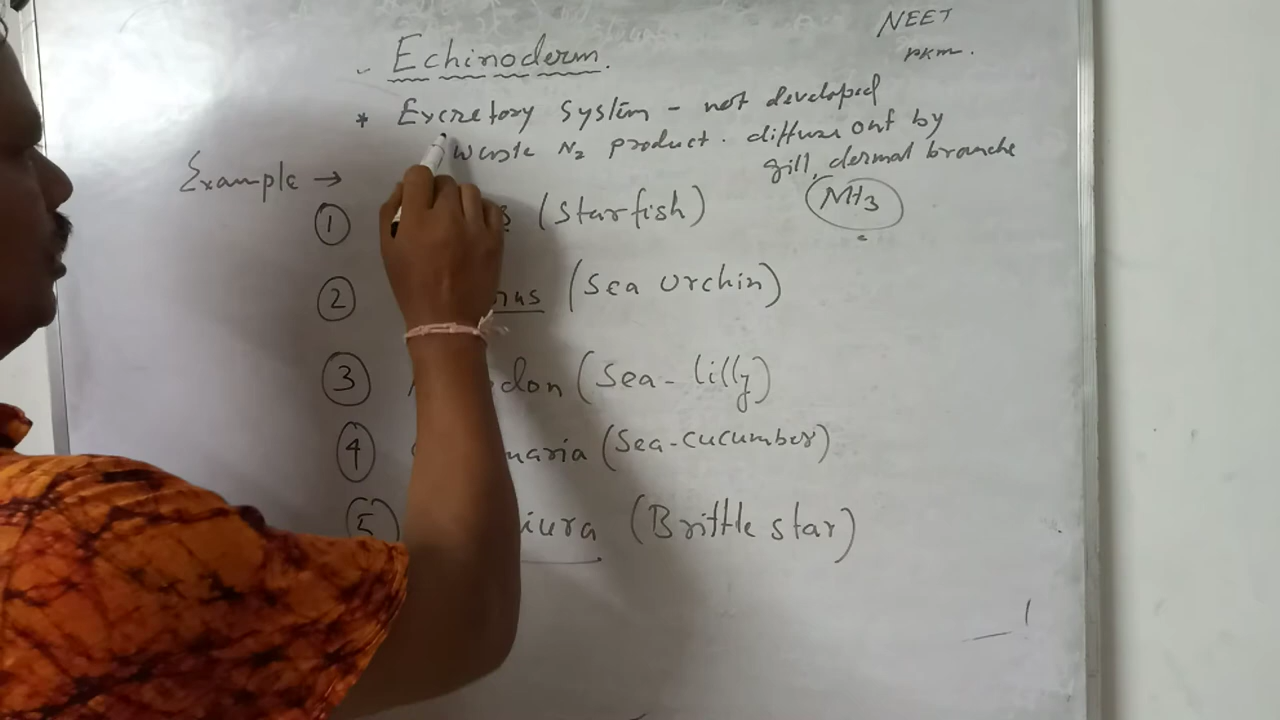 NEET
PKM.
- Echinoderm.
* Excretory System - not developed
waste N2 product. diffuse out by
gill, dermal branche
Example →
NH3
1 (Starfish)
2 (Sea Urchin)
3 (Sea-lilly)
4 (Sea-cucumber)
5 (Brittle star)